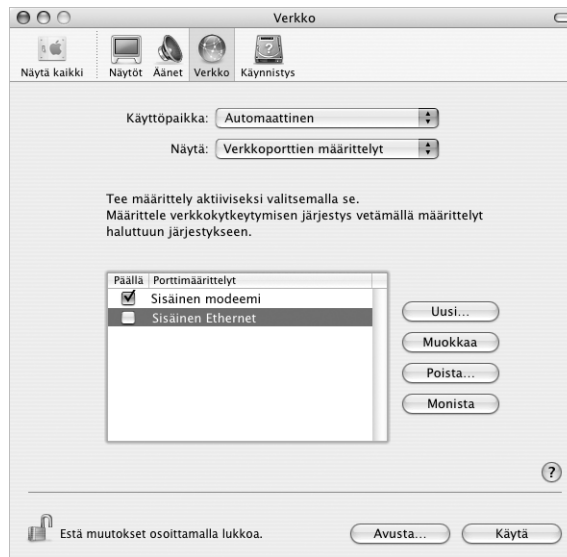 Verkko
Näytä kaikki Näytöt Äänet Verkko Käynnistys
Käyttöpaikka: Automaattinen
Näytä: Verkkoporttien määrittelyt
Tee määrittely aktiiviseksi valitsemalla se.
Määrittele verkkokytkeytymisen järjestys vetämällä määrittelyt
haluttuun järjestykseen.
Päällä Porttimäärittelyt
Sisäinen modeemi
Sisäinen Ethernet
Uusi...
Muokkaa
Poista...
Monista
?
Estä muutokset osoittamalla lukkoa. Avusta... Käytä